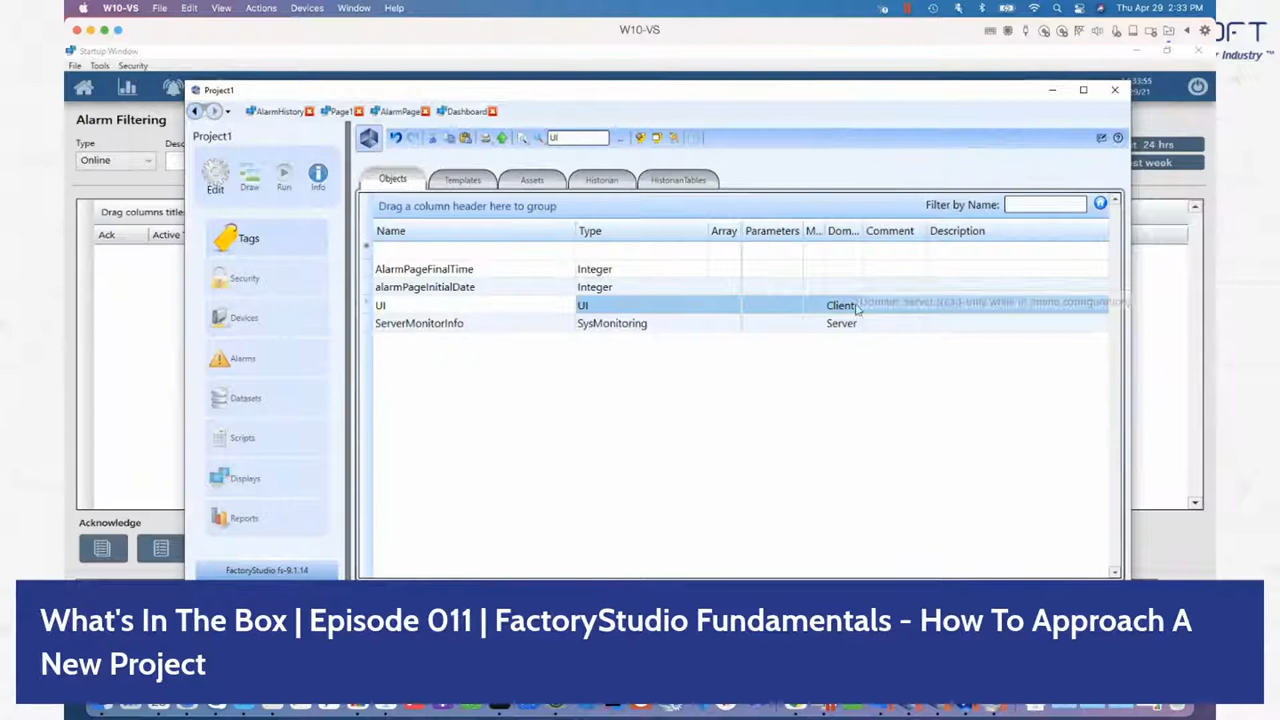 W10-VS File Edit View Actions Devices Window Help
Thu Apr 29 2:33 PM
W10-VS
Startup Window
r Industry ™
File Tools Security
Project1
Alarm Filtering
AlarmHistory Page1 AlarmPage Dashboard
Project1
UI
Type
Online
t 24 hrs
st week
Edit Draw Run Info
Objects Templates Assets Historian HistorianTables
Drag columns title
Drag a column header here to group
Filter by Name:
Ack Active
Name Type Array Parameters M... Dom... Comment Description
Tags
AlarmPageFinalTime Integer
Security
alarmPageInitialDate Integer
UI UI Client
Devices
ServerMonitorInfo SysMonitoring Server
Alarms
Datasets
Scripts
Displays
Reports
Acknowledge
FactoryStudio fs-9.1.14
What's In The Box | Episode 011 | FactoryStudio Fundamentals - How To Approach A
New Project